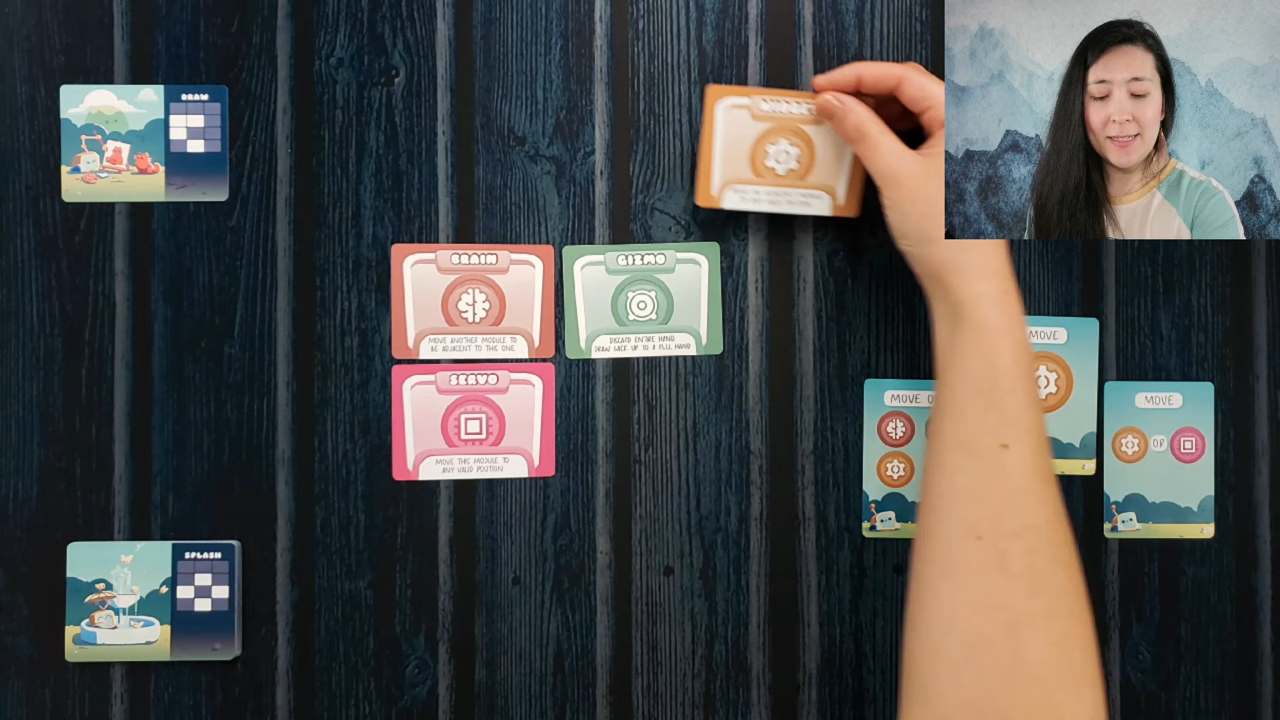 DRAW
BRAIN
MOVE ANOTHER MODULE TO
BE ADJACENT TO THIS ONE
GIZMO
DISCARD ENTIRE HAND
DRAW BACK UP TO A FULL HAND
SERVO
MOVE THIS MODULE TO
ANY VALID POSITION
MOVE
MOVE
MOVE
OR
SPLASH